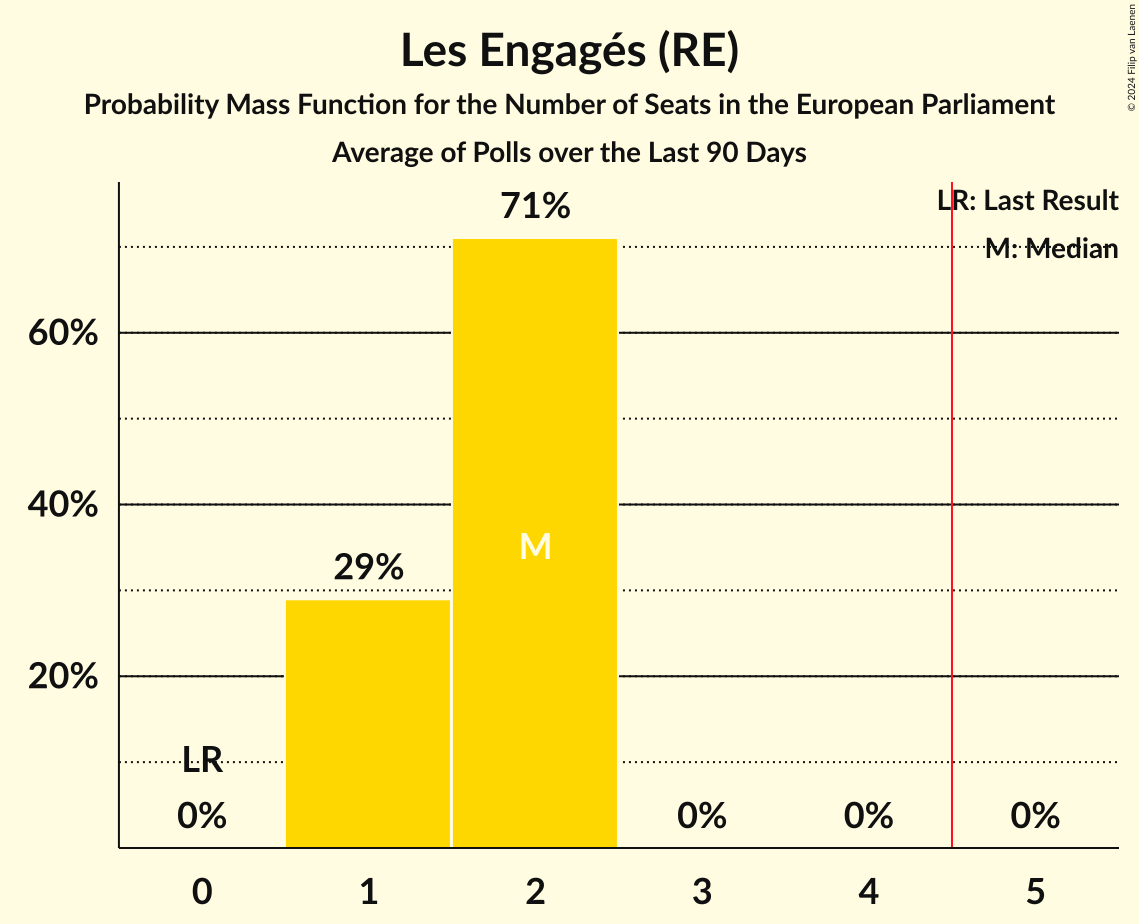 Les Engagés (RE)
Probability Mass Function for the Number of Seats in the European Parliament
Average of Polls over the Last 90 Days
© 2024 Filip van Laenen
LR: Last Result
M: Median
71%
60%
40%
M
29%
20%
LR
0%
0%
0%
0%
0
1
2
3
4
5